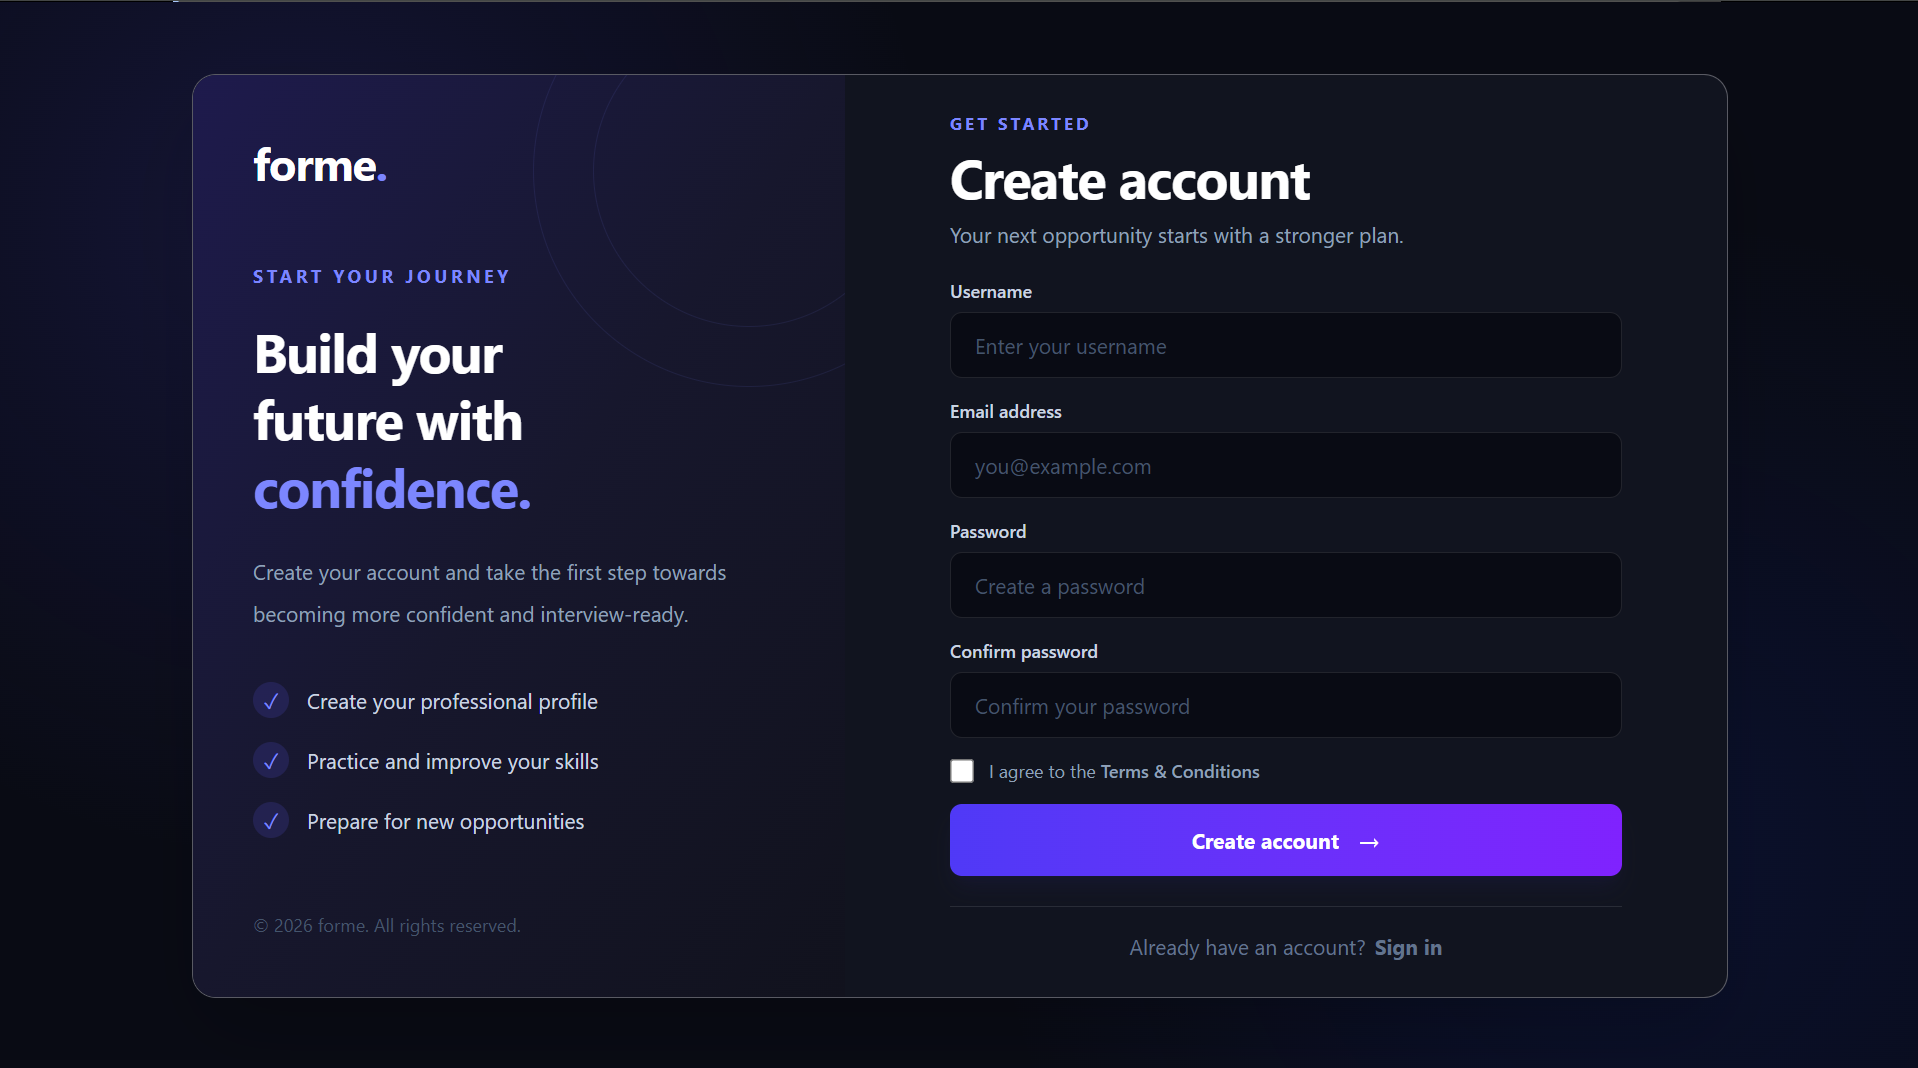 forme.
START YOUR JOURNEY
Build your
future with
confidence.
Create your account and take the first step towards
becoming more confident and interview-ready.
✓ Create your professional profile
✓ Practice and improve your skills
✓ Prepare for new opportunities
© 2026 forme. All rights reserved.
GET STARTED
Create account
Your next opportunity starts with a stronger plan.
Username
Enter your username
Email address
you@example.com
Password
Create a password
Confirm password
Confirm your password
I agree to the Terms & Conditions
Create account →
Already have an account? Sign in